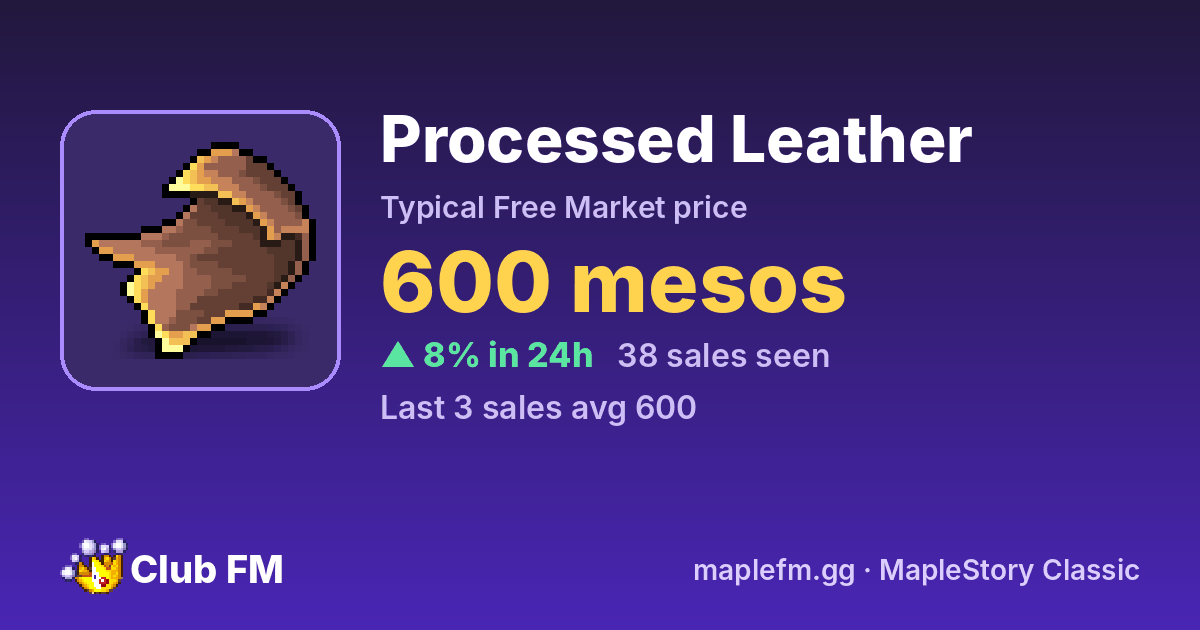 Processed Leather
Typical Free Market price
600 mesos
▲ 8% in 24h 38 sales seen
Last 3 sales avg 600
Club FM
maplefm.gg · MapleStory Classic